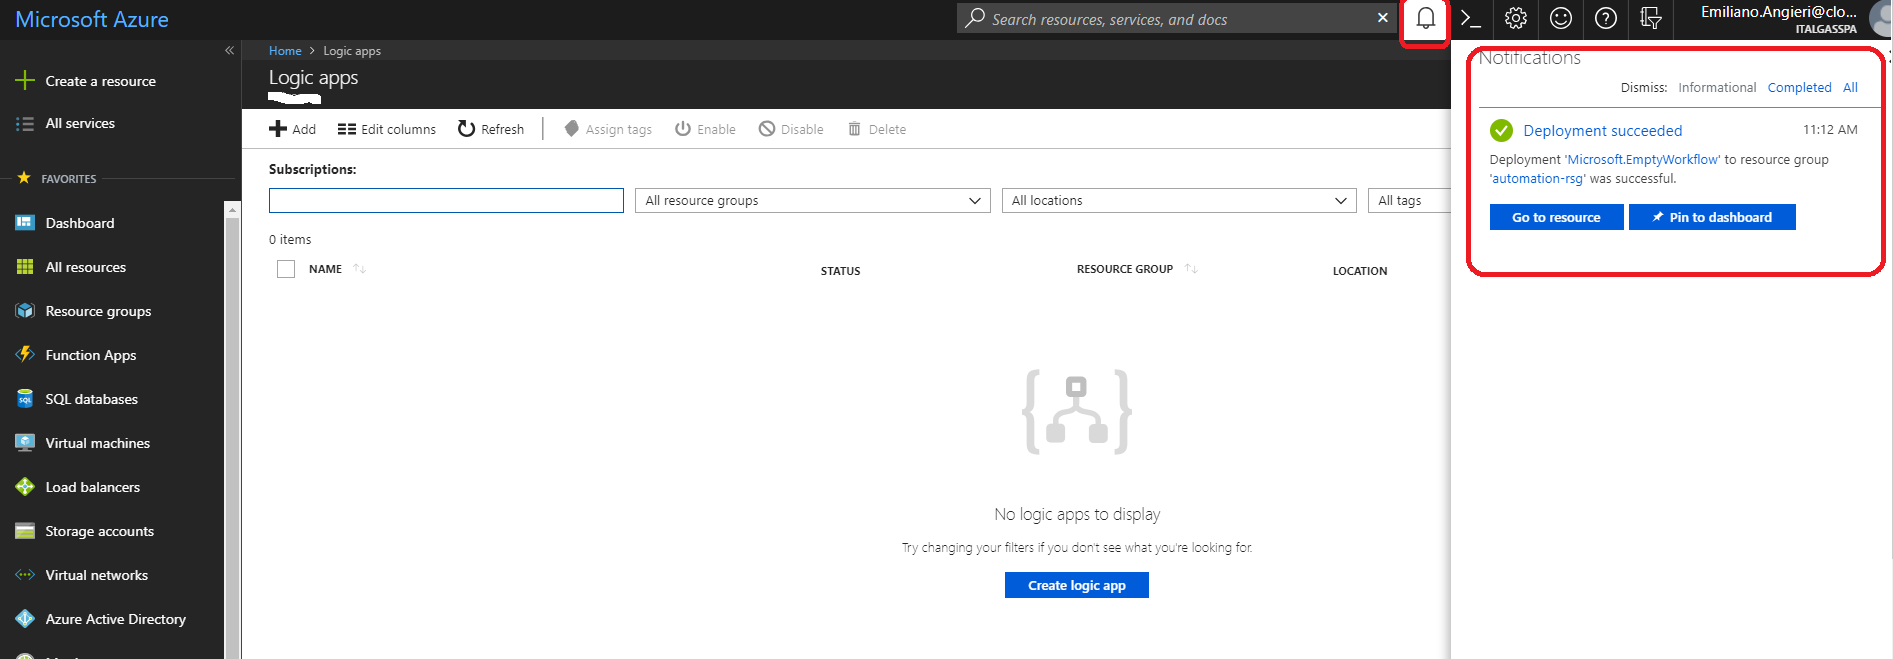 Microsoft Azure
Search resources, services, and docs
Emiliano.Angieri@clo...
ITALGASSPA
Create a resource
All services
FAVORITES
Dashboard
All resources
Resource groups
Function Apps
SQL databases
Virtual machines
Load balancers
Storage accounts
Virtual networks
Azure Active Directory
Home > Logic apps
Logic apps
Add Edit columns Refresh Assign tags Enable Disable Delete
Subscriptions:
All resource groups All locations All tags
0 items
NAME STATUS RESOURCE GROUP LOCATION
No logic apps to display
Try changing your filters if you don't see what you're looking for.
Create logic app
Notifications
Dismiss: Informational Completed All
Deployment succeeded 11:12 AM
Deployment 'Microsoft.EmptyWorkflow' to resource group
'automation-rsg' was successful.
Go to resource Pin to dashboard